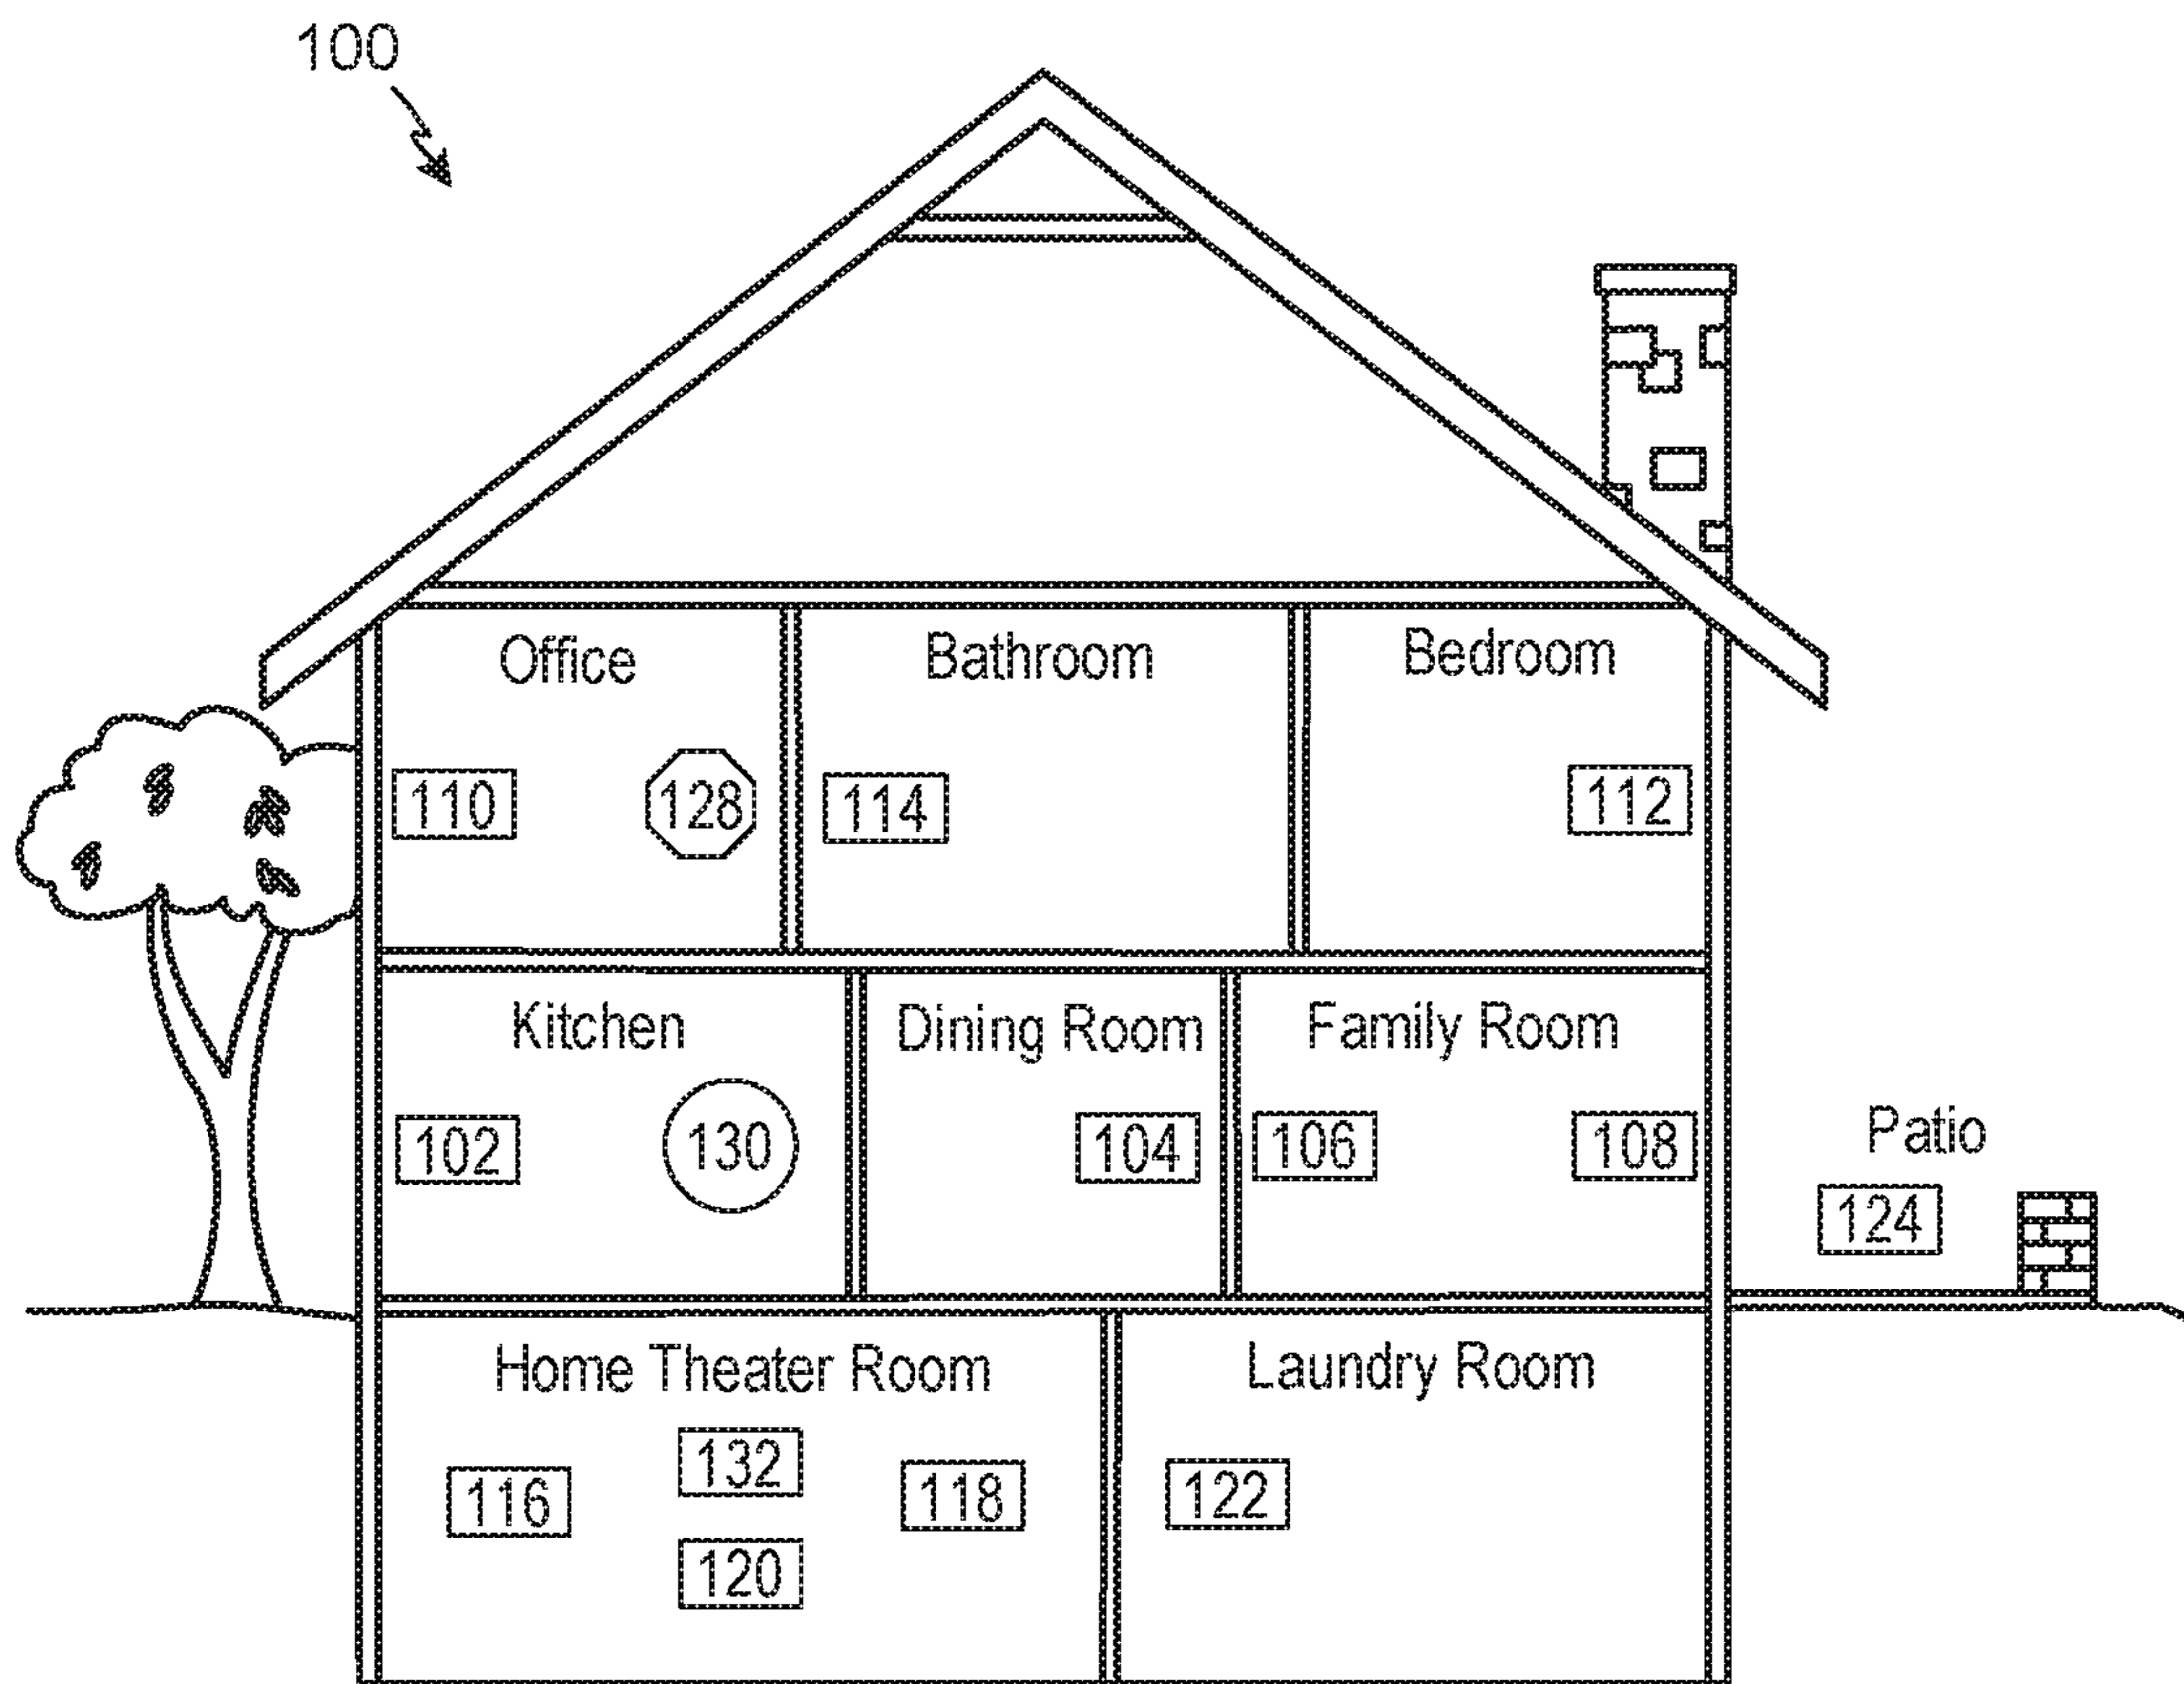 100
Office Bathroom Bedroom
110 128 114 112
Kitchen Dining Room Family Room
102 130 104 106 108
Patio
124
Home Theater Room Laundry Room
116 132 118 122
120